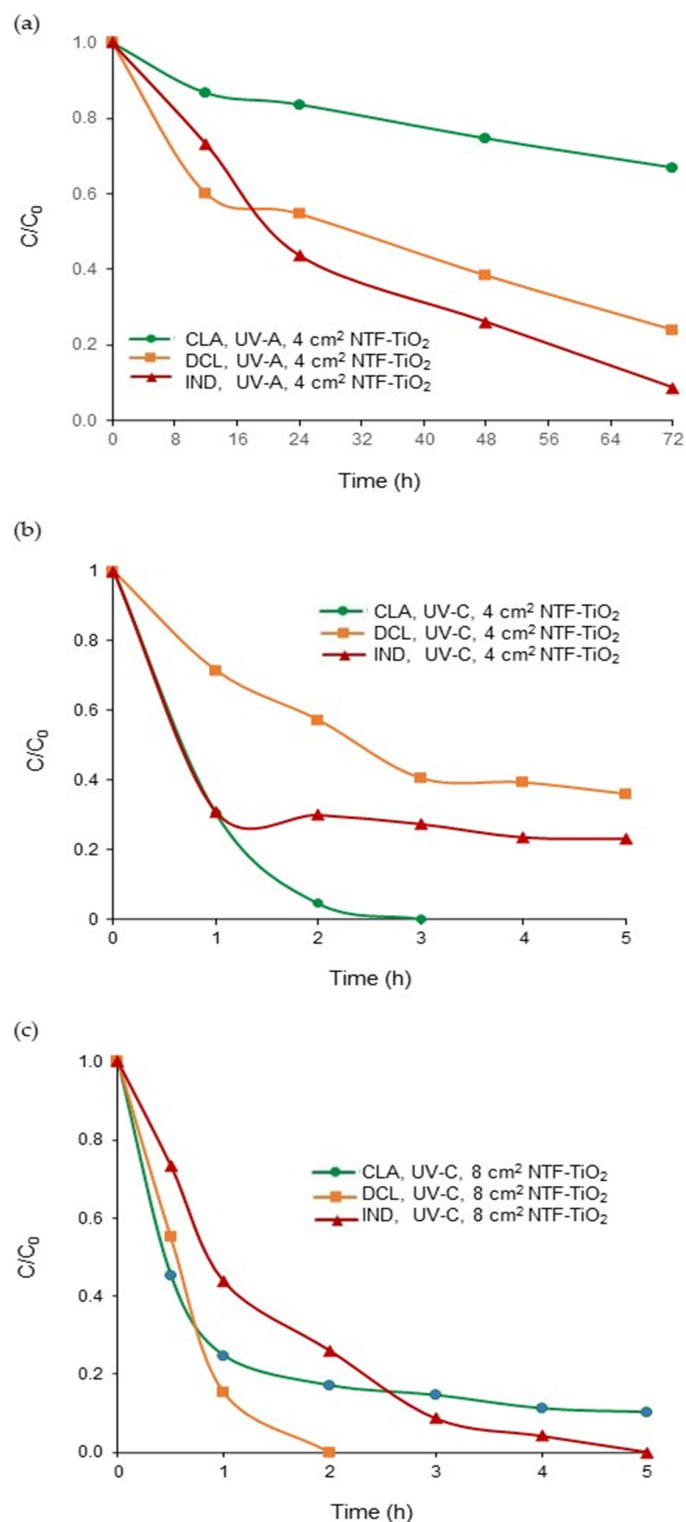 (a)
1.0
0.8
0.6
0.4
0.2
0.0
C/C₀
CLA, UV-A, 4 cm² NTF-TiO₂
DCL, UV-A, 4 cm² NTF-TiO₂
IND, UV-A, 4 cm² NTF-TiO₂
0 8 16 24 32 40 48 56 64 72
Time (h)
(b)
1
0.8
0.6
0.4
0.2
0
C/C₀
CLA, UV-C, 4 cm² NTF-TiO₂
DCL, UV-C, 4 cm² NTF-TiO₂
IND, UV-C, 4 cm² NTF-TiO₂
0 1 2 3 4 5
Time (h)
(c)
1.0
0.8
0.6
0.4
0.2
0.0
C/C₀
CLA, UV-C, 8 cm² NTF-TiO₂
DCL, UV-C, 8 cm² NTF-TiO₂
IND, UV-C, 8 cm² NTF-TiO₂
0 1 2 3 4 5
Time (h)